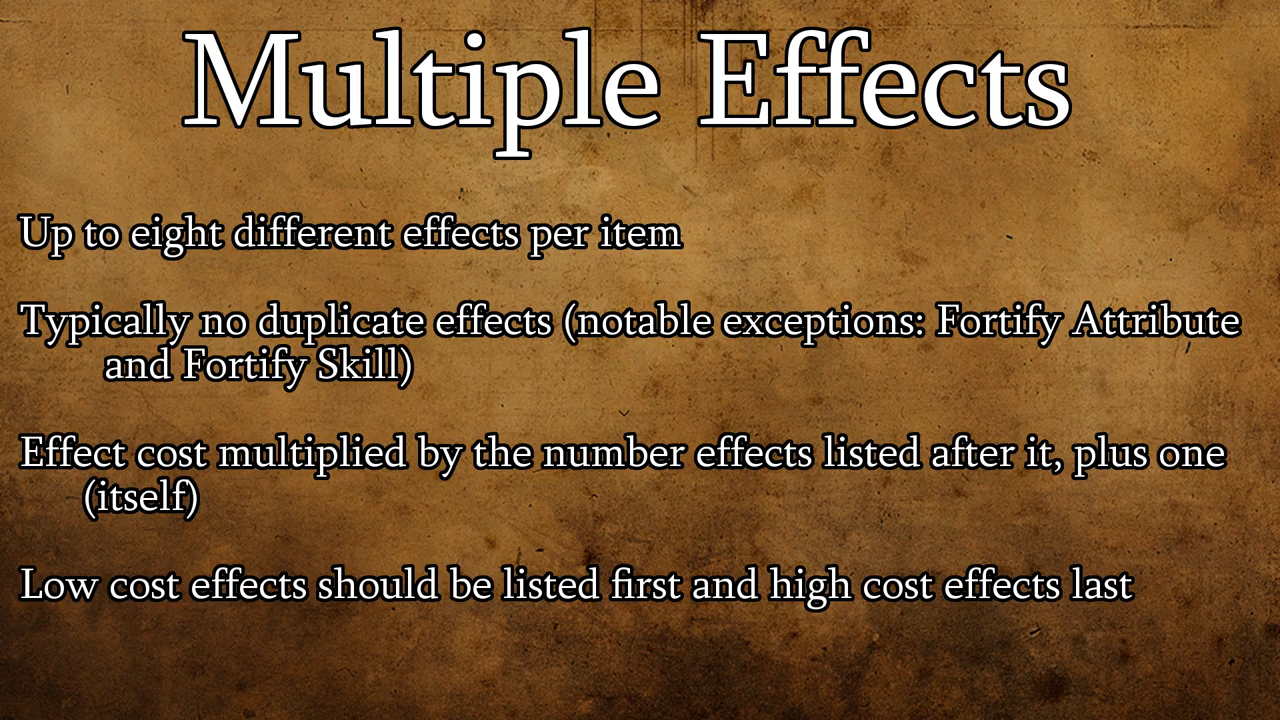 Multiple Effects
Up to eight different effects per item
Typically no duplicate effects (notable exceptions: Fortify Attribute
and Fortify Skill)
Effect cost multiplied by the number effects listed after it, plus one
(itself)
Low cost effects should be listed first and high cost effects last